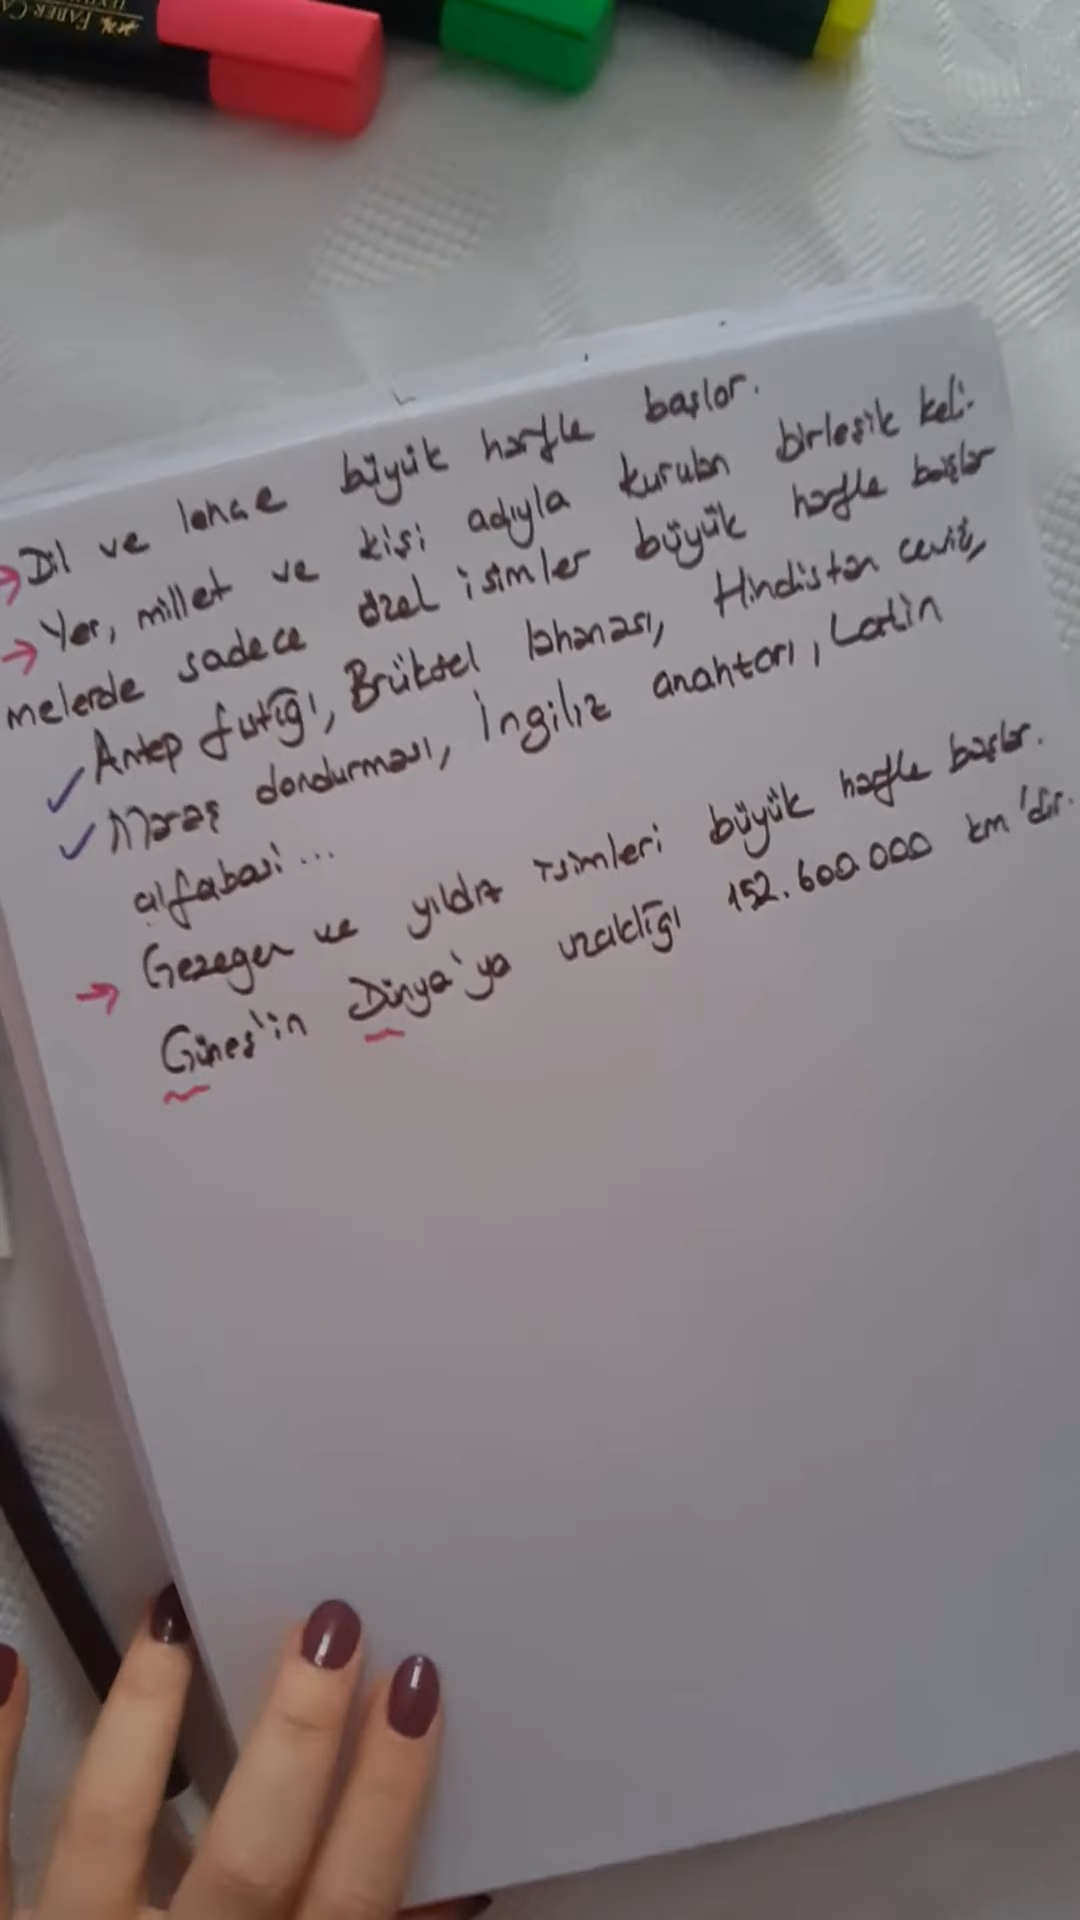 FABER CA
→ Dil ve lehçe büyük harfle başlar.
→ Yer, millet ve kişi adıyla kurulan birleşik keli-
melerde sadece özel isimler büyük harfle başlar
✓ Antep fıstığı, Brüksel lahanası, Hindistan cevizi,
✓ Maraş dondurması, İngiliz anahtarı, Latin
alfabesi...
→ Gezegen ve yıldız isimleri büyük harfle başlar.
Güneş'in Dünya'ya uzaklığı 152.600.000 km'dir.